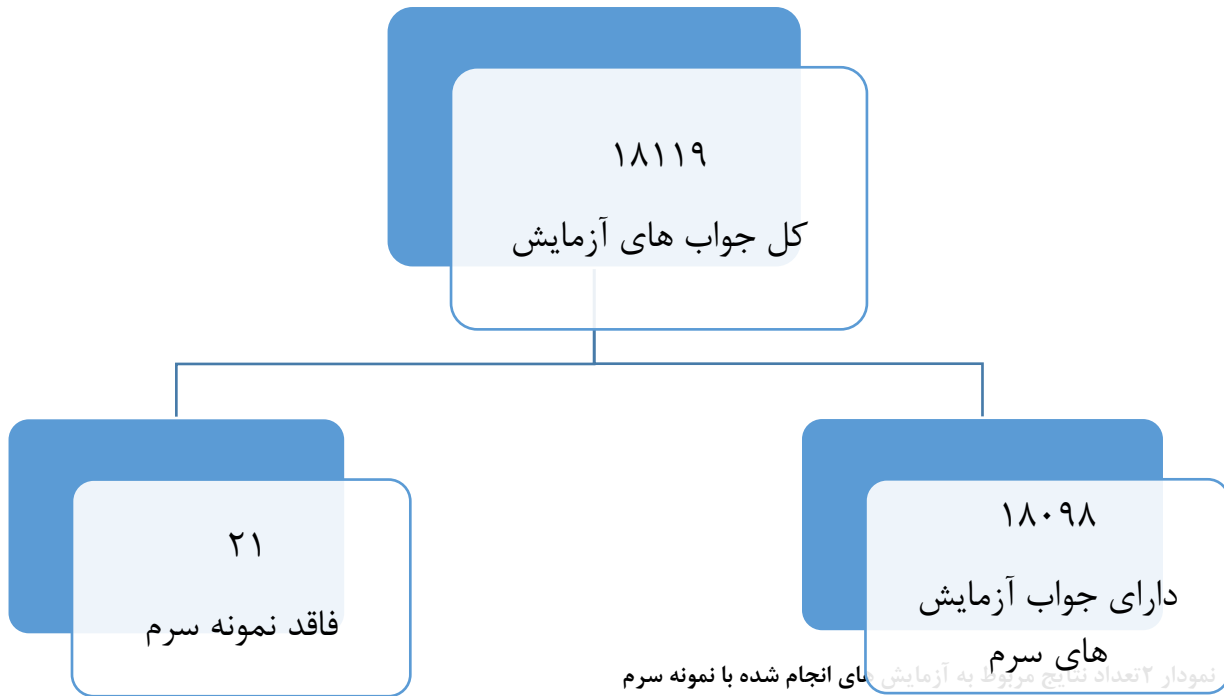 ۱۸۱۱۹
کل جواب های آزمایش
۱۸۰۹۸
دارای جواب آزمایش
های سرم
۲۱
فاقد نمونه سرم
نمودار ۲تعداد نتایج مربوط به آزمایش های انجام شده با نمونه سرم